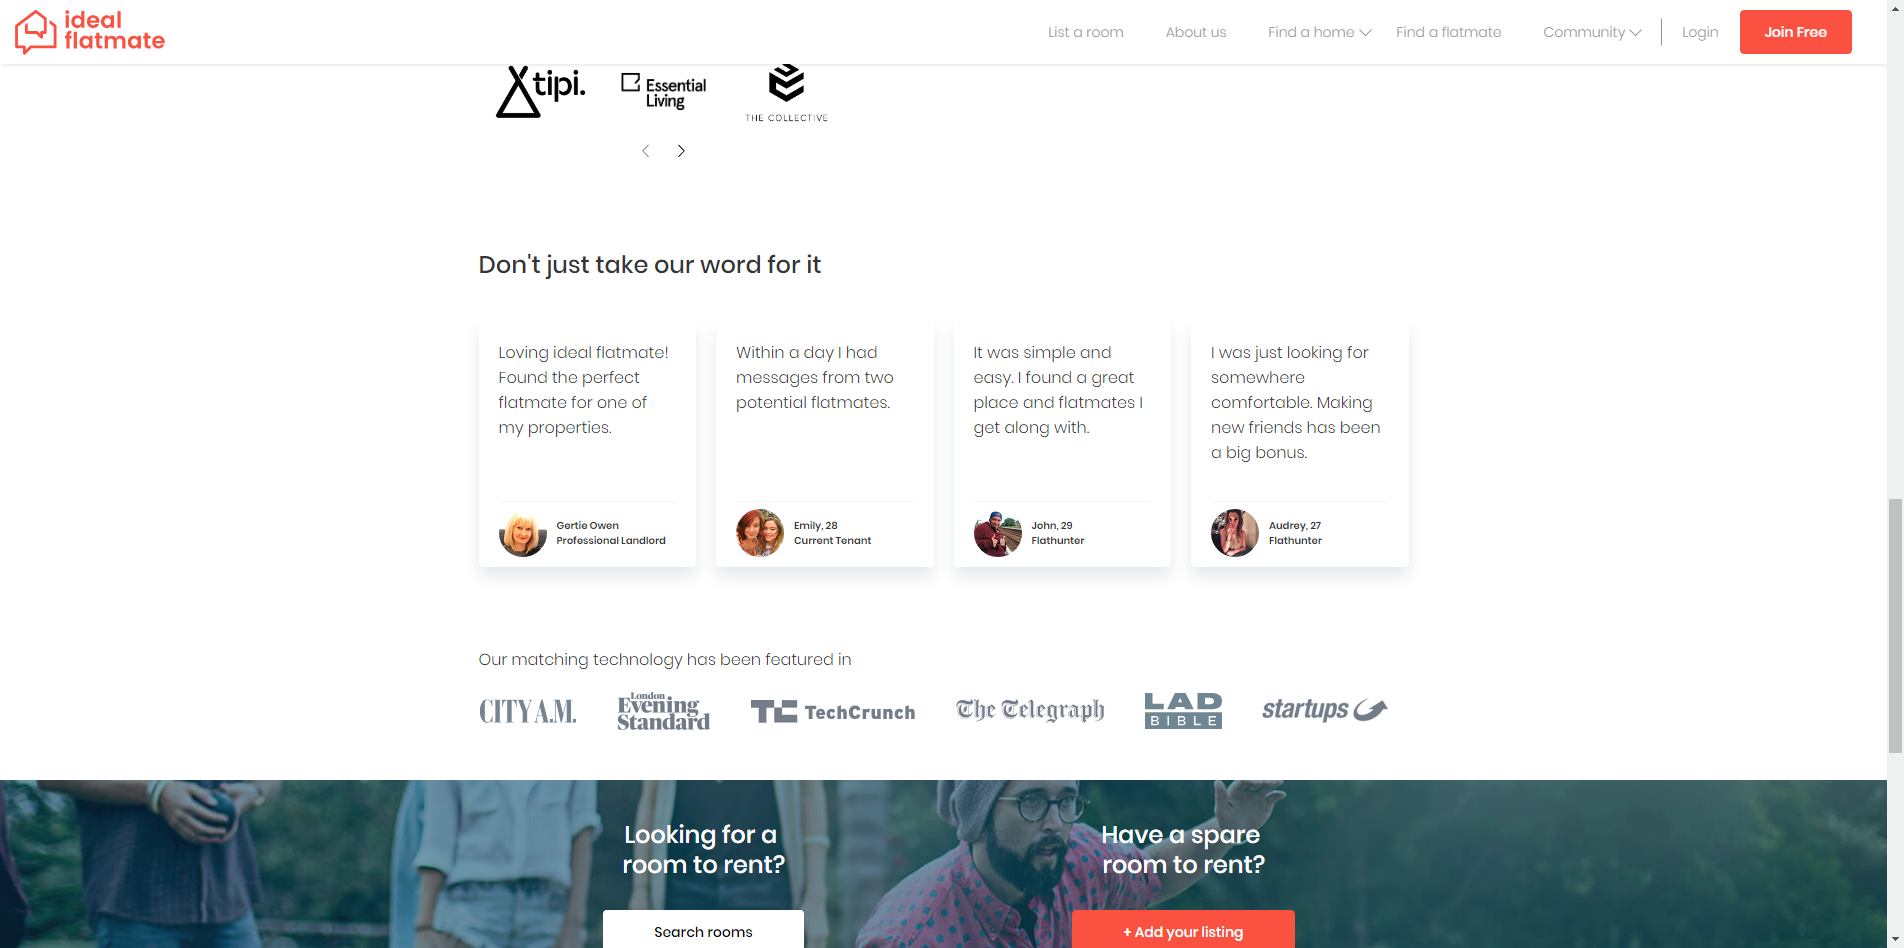 ideal
flatmate
List a room
About us
Find a home
Find a flatmate
Community
Login
Join Free
tipi.
Essential
Living
THE COLLECTIVE
Don't just take our word for it
Loving ideal flatmate!
Found the perfect
flatmate for one of
my properties.
Gertie Owen
Professional Landlord
Within a day I had
messages from two
potential flatmates.
Emily, 28
Current Tenant
It was simple and
easy. I found a great
place and flatmates I
get along with.
John, 29
Flathunter
I was just looking for
somewhere
comfortable. Making
new friends has been
a big bonus.
Audrey, 27
Flathunter
Our matching technology has been featured in
CITY A.M.
London
Evening
Standard
TC TechCrunch
The Telegraph
LAD
BIBLE
startups
Looking for a
room to rent?
Search rooms
Have a spare
room to rent?
+ Add your listing